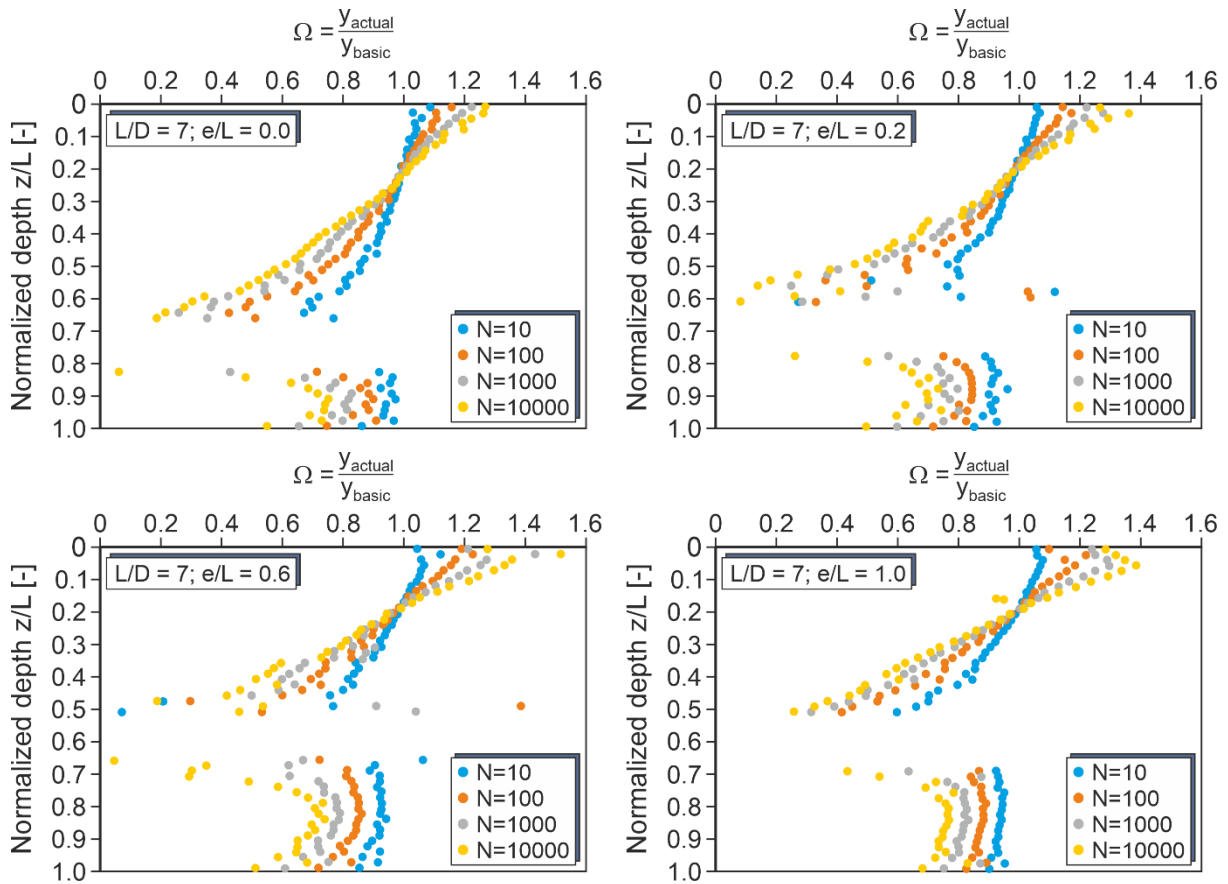 Ω = y_actual / y_basic
0 0.2 0.4 0.6 0.8 1.0 1.2 1.4 1.6
Normalized depth z/L [-]
0
0.1
0.2
0.3
0.4
0.5
0.6
0.7
0.8
0.9
1.0
L/D = 7; e/L = 0.0
N=10
N=100
N=1000
N=10000
Ω = y_actual / y_basic
0 0.2 0.4 0.6 0.8 1.0 1.2 1.4 1.6
Normalized depth z/L [-]
0
0.1
0.2
0.3
0.4
0.5
0.6
0.7
0.8
0.9
1.0
L/D = 7; e/L = 0.2
N=10
N=100
N=1000
N=10000
Ω = y_actual / y_basic
0 0.2 0.4 0.6 0.8 1.0 1.2 1.4 1.6
Normalized depth z/L [-]
0
0.1
0.2
0.3
0.4
0.5
0.6
0.7
0.8
0.9
1.0
L/D = 7; e/L = 0.6
N=10
N=100
N=1000
N=10000
Ω = y_actual / y_basic
0 0.2 0.4 0.6 0.8 1.0 1.2 1.4 1.6
Normalized depth z/L [-]
0
0.1
0.2
0.3
0.4
0.5
0.6
0.7
0.8
0.9
1.0
L/D = 7; e/L = 1.0
N=10
N=100
N=1000
N=10000